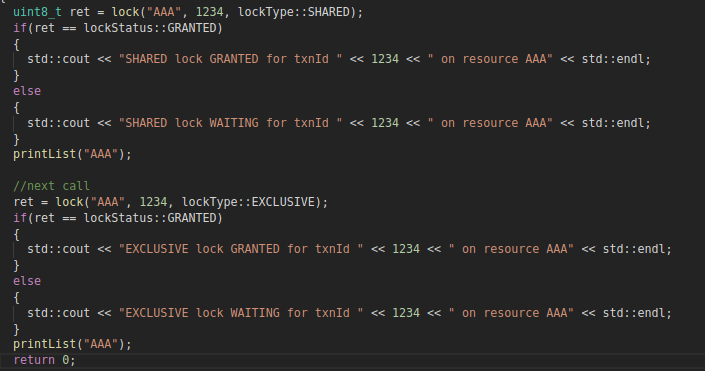 uint8_t ret = lock("AAA", 1234, lockType::SHARED);
if(ret == lockStatus::GRANTED)
{
  std::cout << "SHARED lock GRANTED for txnId " << 1234 << " on resource AAA" << std::endl;
}
else
{
  std::cout << "SHARED lock WAITING for txnId " << 1234 << " on resource AAA" << std::endl;
}
printList("AAA");

//next call
ret = lock("AAA", 1234, lockType::EXCLUSIVE);
if(ret == lockStatus::GRANTED)
{
  std::cout << "EXCLUSIVE lock GRANTED for txnId " << 1234 << " on resource AAA" << std::endl;
}
else
{
  std::cout << "EXCLUSIVE lock WAITING for txnId " << 1234 << " on resource AAA" << std::endl;
}
printList("AAA");
return 0;